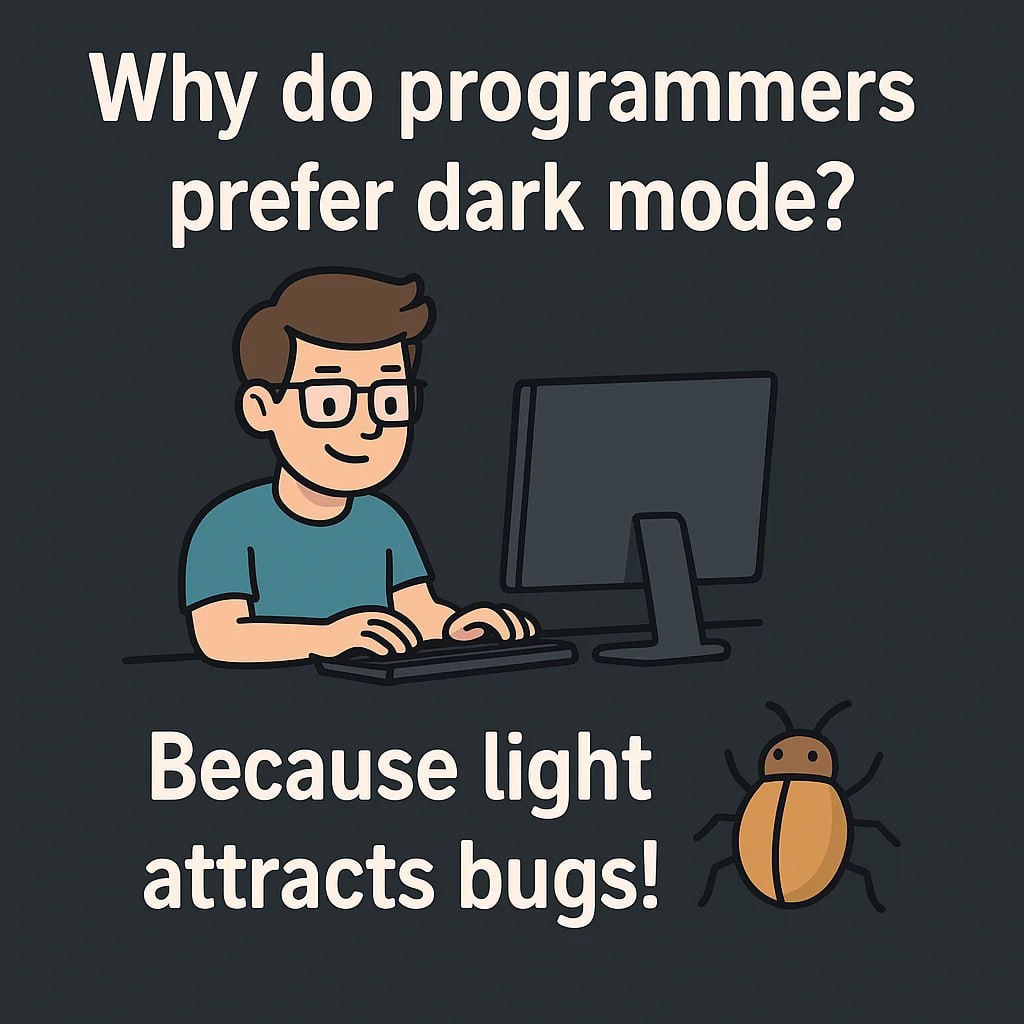 Why do programmers
prefer dark mode?
Because light
attracts bugs!